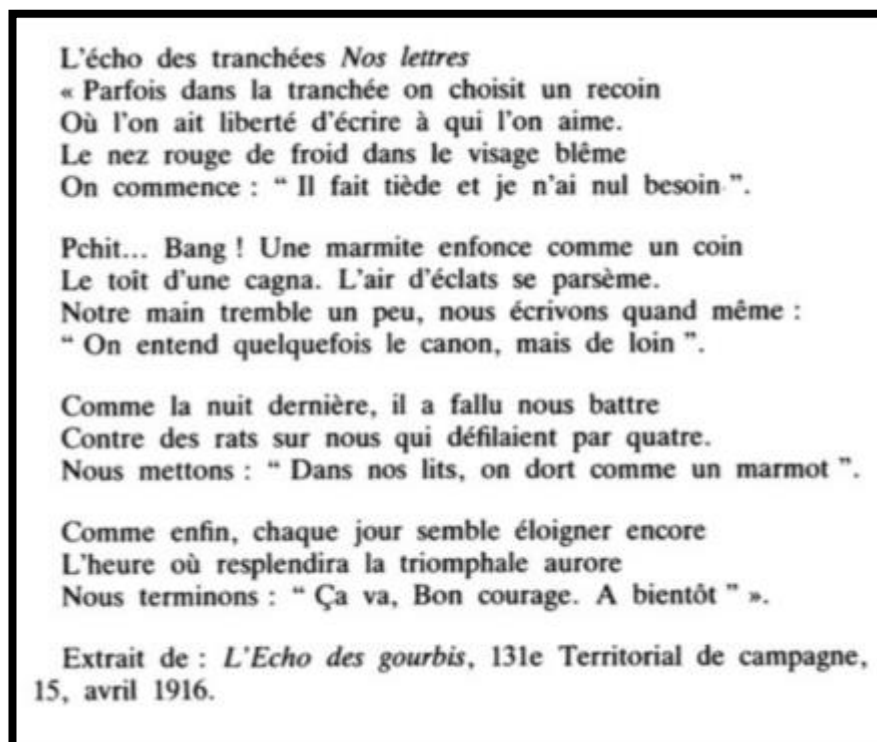 L'écho des tranchées Nos lettres
« Parfois dans la tranchée on choisit un recoin
Où l'on ait liberté d'écrire à qui l'on aime.
Le nez rouge de froid dans le visage blême
On commence : “ Il fait tiède et je n'ai nul besoin ”.
Pchit... Bang ! Une marmite enfonce comme un coin
Le toît d'une cagna. L'air d'éclats se parsème.
Notre main tremble un peu, nous écrivons quand même :
“ On entend quelquefois le canon, mais de loin ”.
Comme la nuit dernière, il a fallu nous battre
Contre des rats sur nous qui défilaient par quatre.
Nous mettons : “ Dans nos lits, on dort comme un marmot ”.
Comme enfin, chaque jour semble éloigner encore
L'heure où resplendira la triomphale aurore
Nous terminons : “ Ça va, Bon courage. A bientôt ” ».
Extrait de : L'Echo des gourbis, 131e Territorial de campagne,
15, avril 1916.